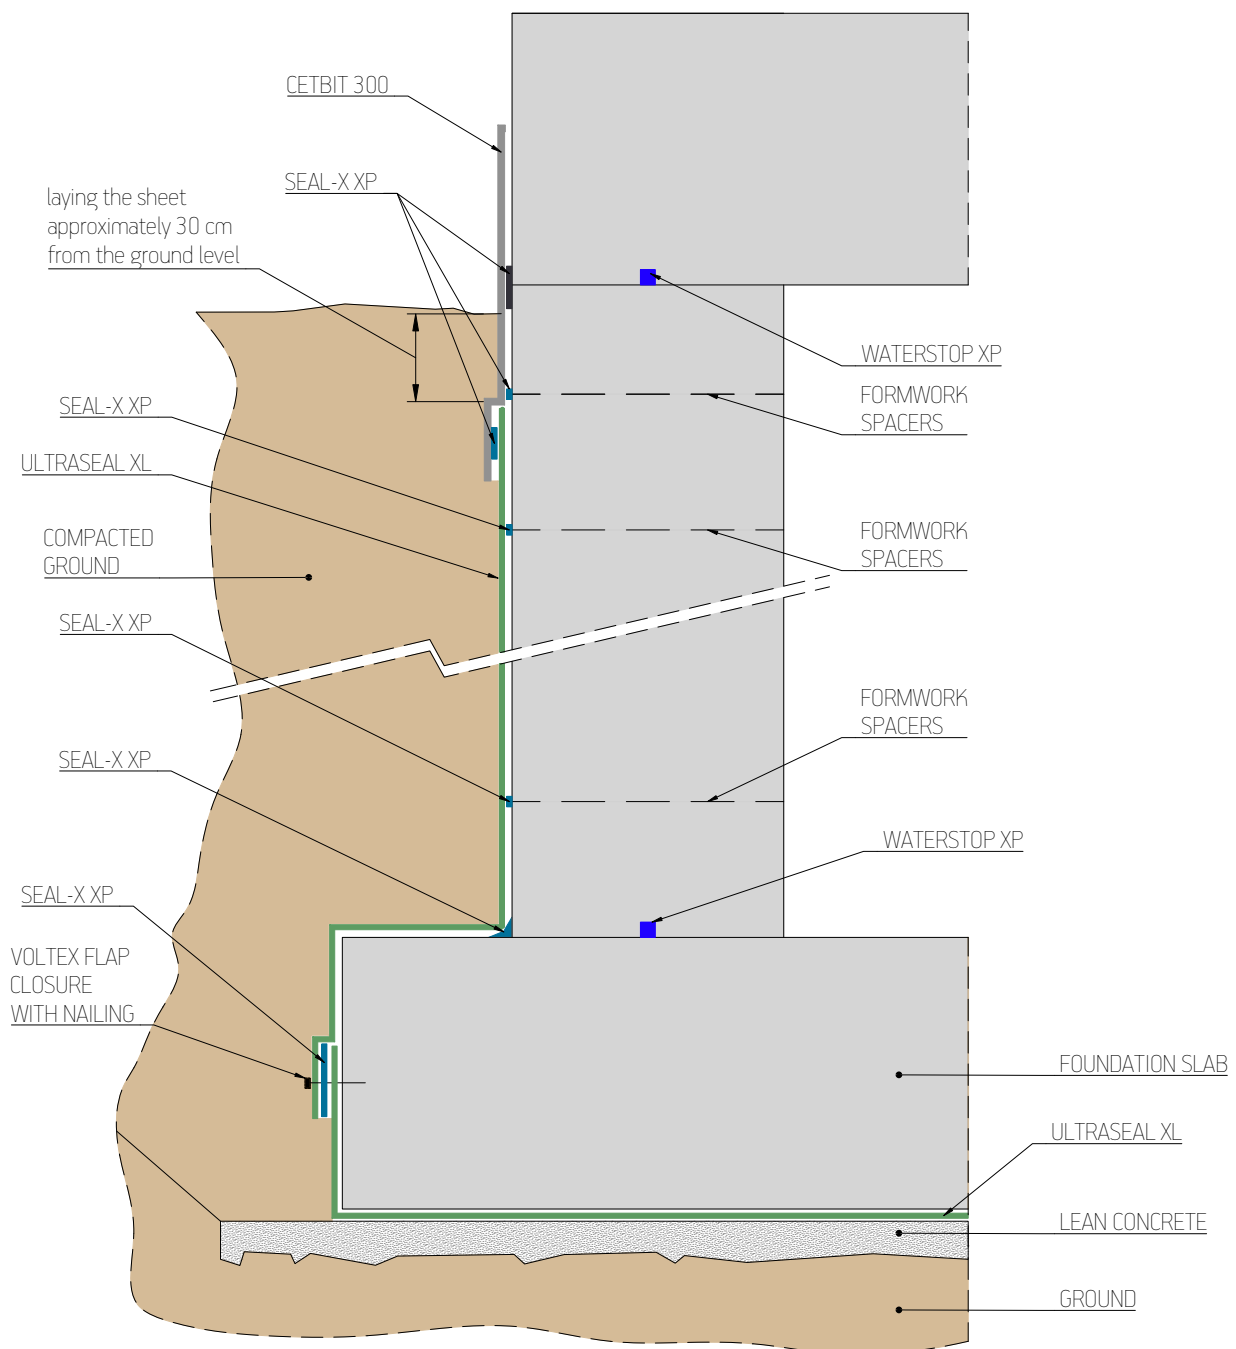 CETBIT 300
SEAL-X XP
laying the sheet
approximately 30 cm
from the ground level
WATERSTOP XP
FORMWORK
SPACERS
SEAL-X XP
ULTRASEAL XL
COMPACTED
GROUND
FORMWORK
SPACERS
SEAL-X XP
FORMWORK
SPACERS
SEAL-X XP
WATERSTOP XP
SEAL-X XP
VOLTEX FLAP
CLOSURE
WITH NAILING
FOUNDATION SLAB
ULTRASEAL XL
LEAN CONCRETE
GROUND